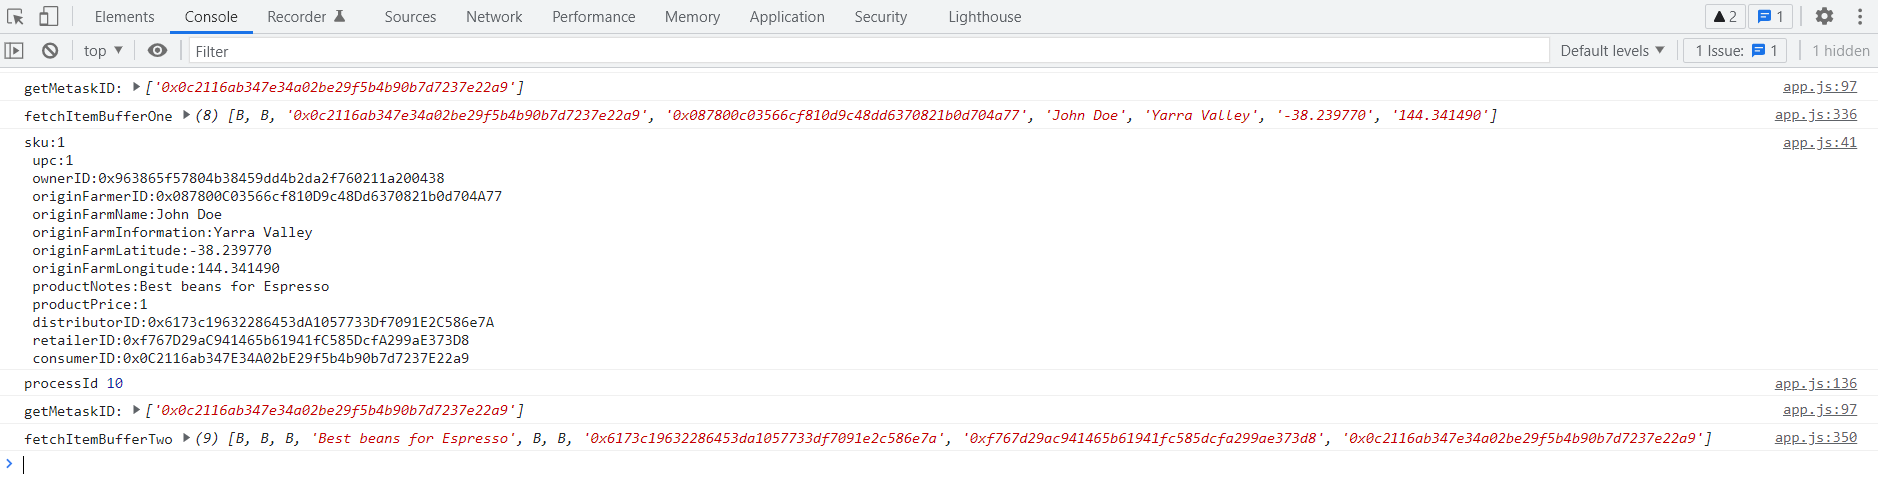 Elements Console Recorder Sources Network Performance Memory Application Security Lighthouse 2 1
top Filter Default levels 1 Issue: 1 1 hidden
getMetaskID: ['0x0c2116ab347e34a02be29f5b4b90b7d7237e22a9'] app.js:97
fetchItemBufferOne (8) [B, B, '0x0c2116ab347e34a02be29f5b4b90b7d7237e22a9', '0x087800c03566cf810d9c48dd6370821b0d704a77', 'John Doe', 'Yarra Valley', '-38.239770', '144.341490'] app.js:336
sku:1 app.js:41
upc:1
ownerID:0x963865f57804b38459dd4b2da2f760211a200438
originFarmerID:0x087800C03566cf810D9c48Dd6370821b0d704A77
originFarmName:John Doe
originFarmInformation:Yarra Valley
originFarmLatitude:-38.239770
originFarmLongitude:144.341490
productNotes:Best beans for Espresso
productPrice:1
distributorID:0x6173c19632286453dA1057733Df7091E2C586e7A
retailerID:0xf767D29aC941465b61941fC585DcfA299aE373D8
consumerID:0x0C2116ab347E34A02bE29f5b4b90b7d7237E22a9
processId 10 app.js:136
getMetaskID: ['0x0c2116ab347e34a02be29f5b4b90b7d7237e22a9'] app.js:97
fetchItemBufferTwo (9) [B, B, B, 'Best beans for Espresso', B, B, '0x6173c19632286453da1057733df7091e2c586e7a', '0xf767d29ac941465b61941fc585dcfa299ae373d8', '0x0c2116ab347e34a02be29f5b4b90b7d7237e22a9'] app.js:350